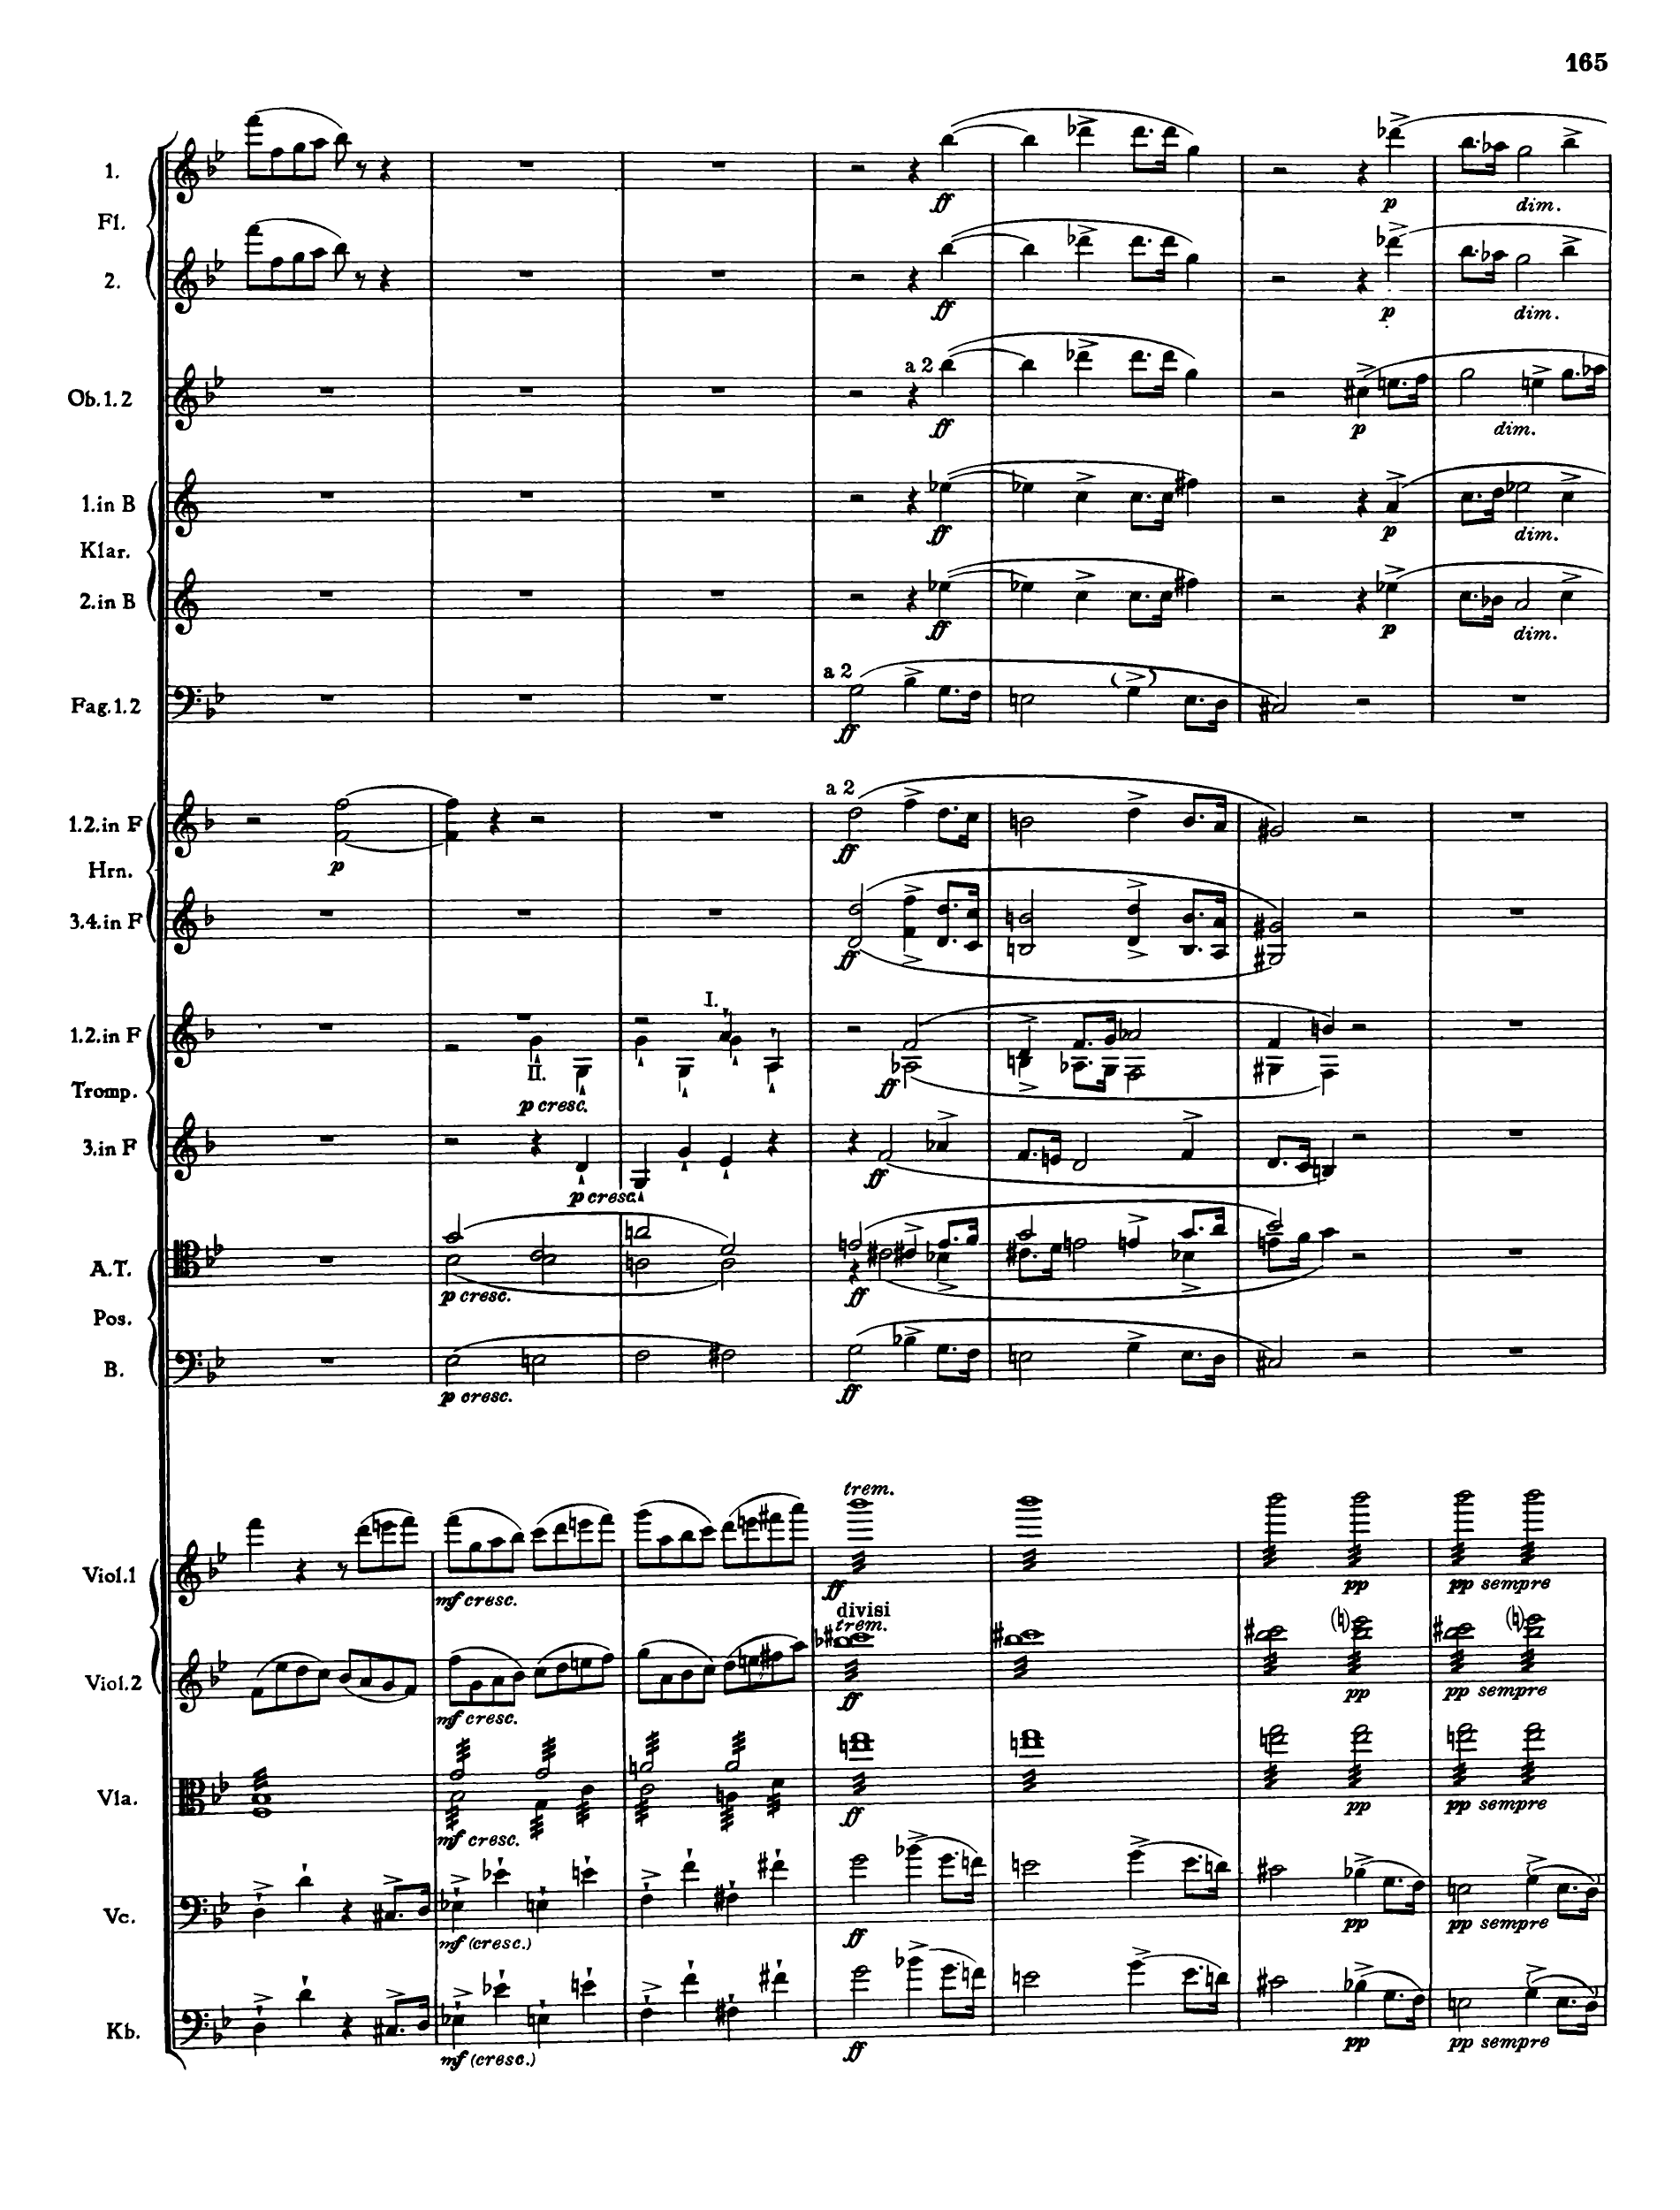 165
1.
Fl.
2.
ff
p
dim.
ff
p
dim.
Ob.1.2
a 2
ff
p
dim.
1.in B
Klar.
2.in B
ff
p
dim.
ff
p
dim.
Fag.1.2
a 2
ff
1.2.in F
Hrn.
3.4.in F
p
a 2
ff
ff
1.2.in F
Tromp.
3.in F
I.
II.
p cresc.
ff
p cresc.
ff
A.T.
Pos.
B.
p cresc.
ff
p cresc.
ff
Viol.1
mf cresc.
trem.
ff
pp
pp sempre
Viol.2
mf cresc.
divisi
trem.
ff
pp
pp sempre
Vla.
mf cresc.
ff
pp
pp sempre
Vc.
mf (cresc.)
ff
pp
pp sempre
Kb.
mf (cresc.)
ff
pp
pp sempre